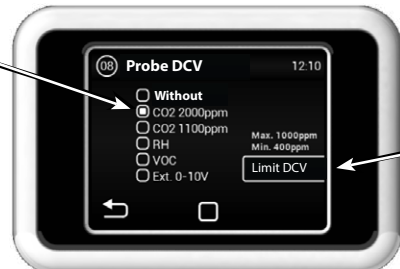 08 Probe DCV 12:10
Without
CO2 2000ppm
CO2 1100ppm
RH
VOC
Ext. 0-10V
Max. 1000ppm
Min. 400ppm
Limit DCV